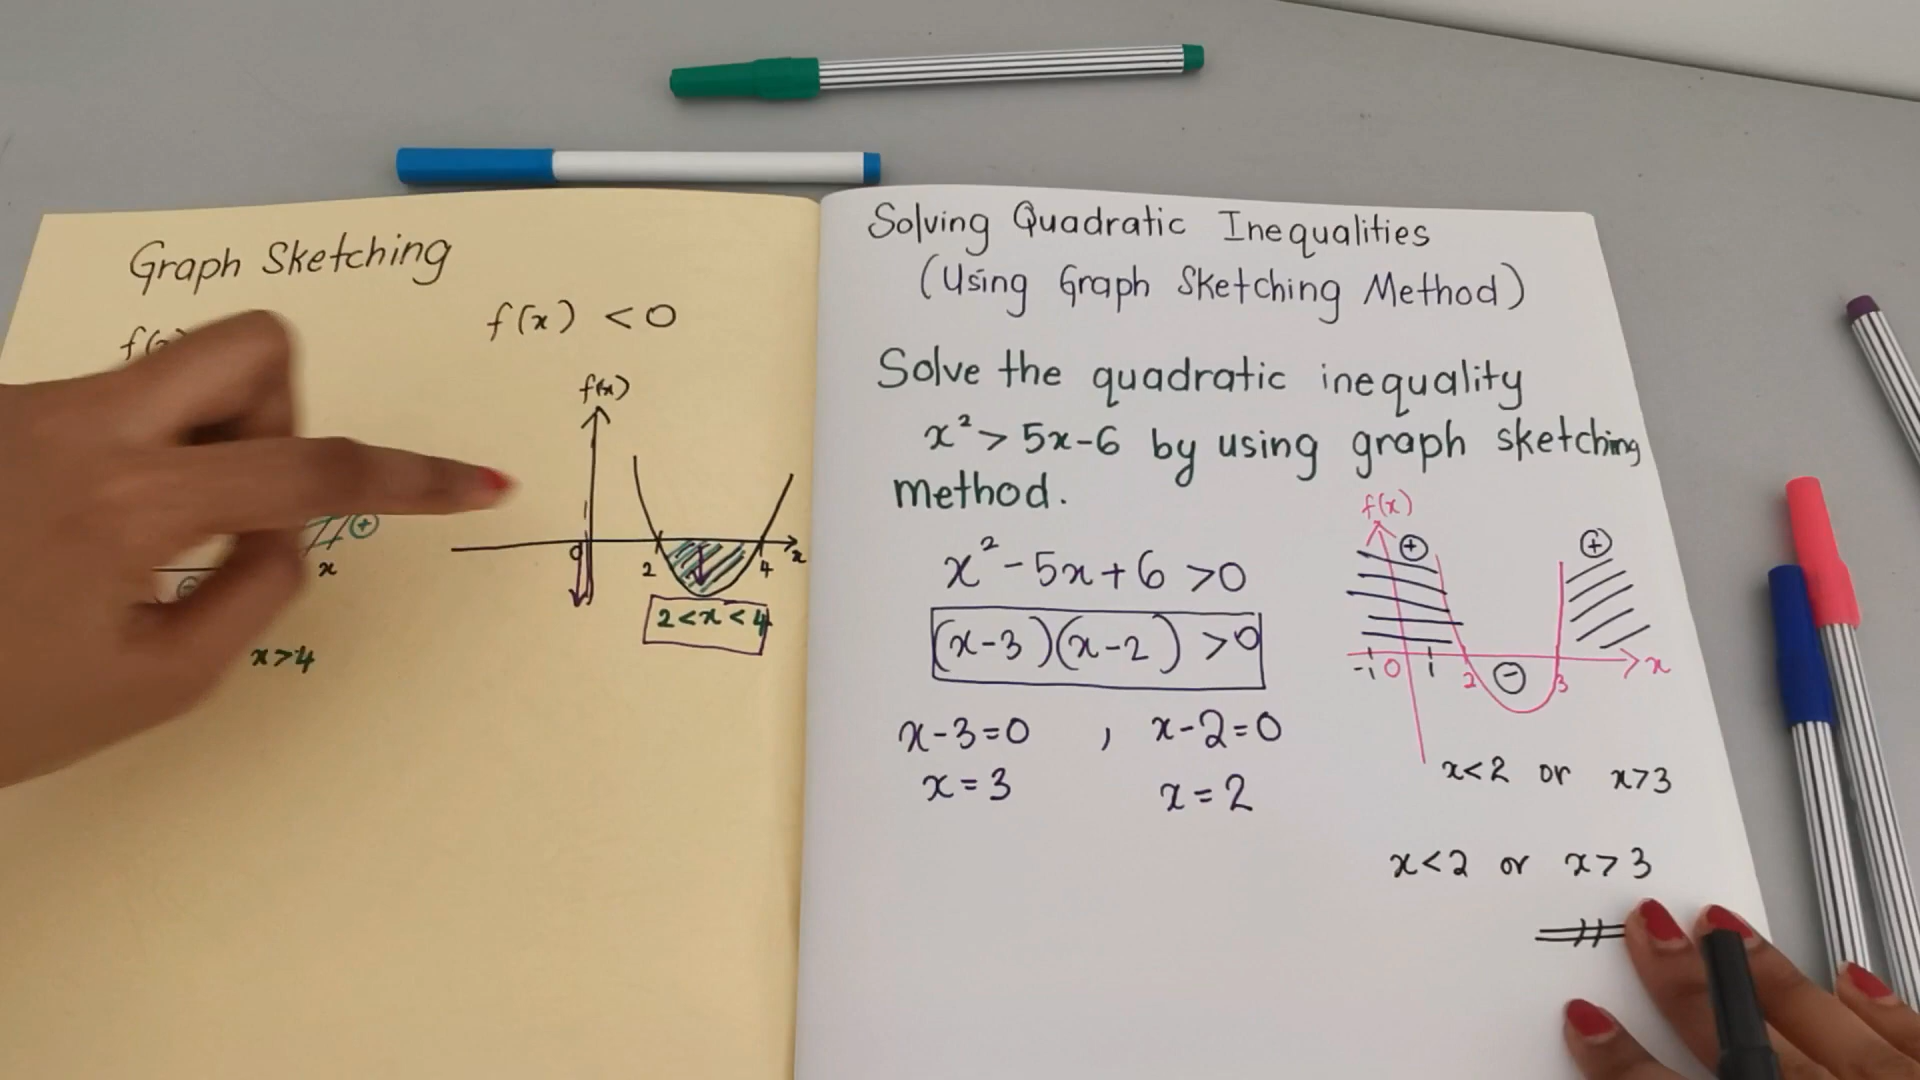 Graph Sketching
f(x) < 0
f(x)
0 2 4 x
2 < x < 4
+
x
x > 4
Solving Quadratic Inequalities
(Using Graph Sketching Method)
Solve the quadratic inequality
x² > 5x-6 by using graph sketching
method.
x² - 5x + 6 > 0
(x-3)(x-2) > 0
x-3=0 , x-2=0
x = 3 x = 2
f(x)
+ +
-1 0 1 2 - 3 x
x<2 or x>3
x<2 or x>3